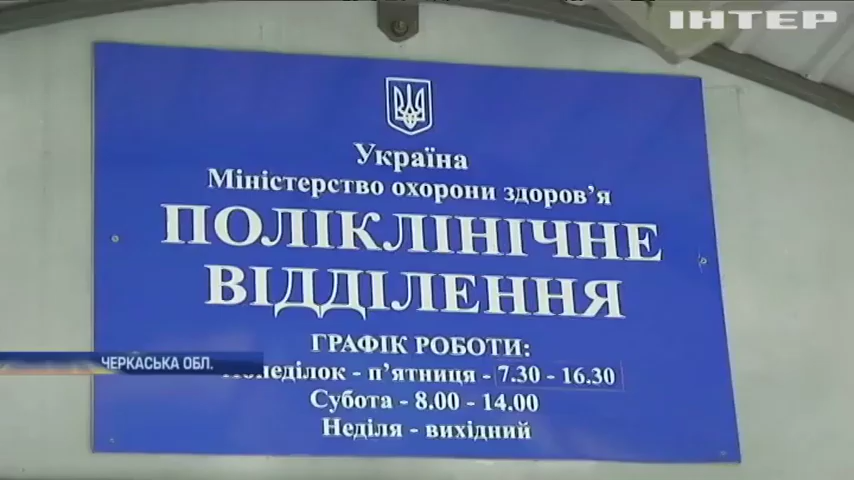 ІНТЕР
Україна
Міністерство охорони здоров’я
ПОЛІКЛІНІЧНЕ
ВІДДІЛЕННЯ
ГРАФІК РОБОТИ:
ЧЕРКАСЬКА ОБЛ.
Понеділок - п’ятниця - 7.30 - 16.30
Субота - 8.00 - 14.00
Неділя - вихідний